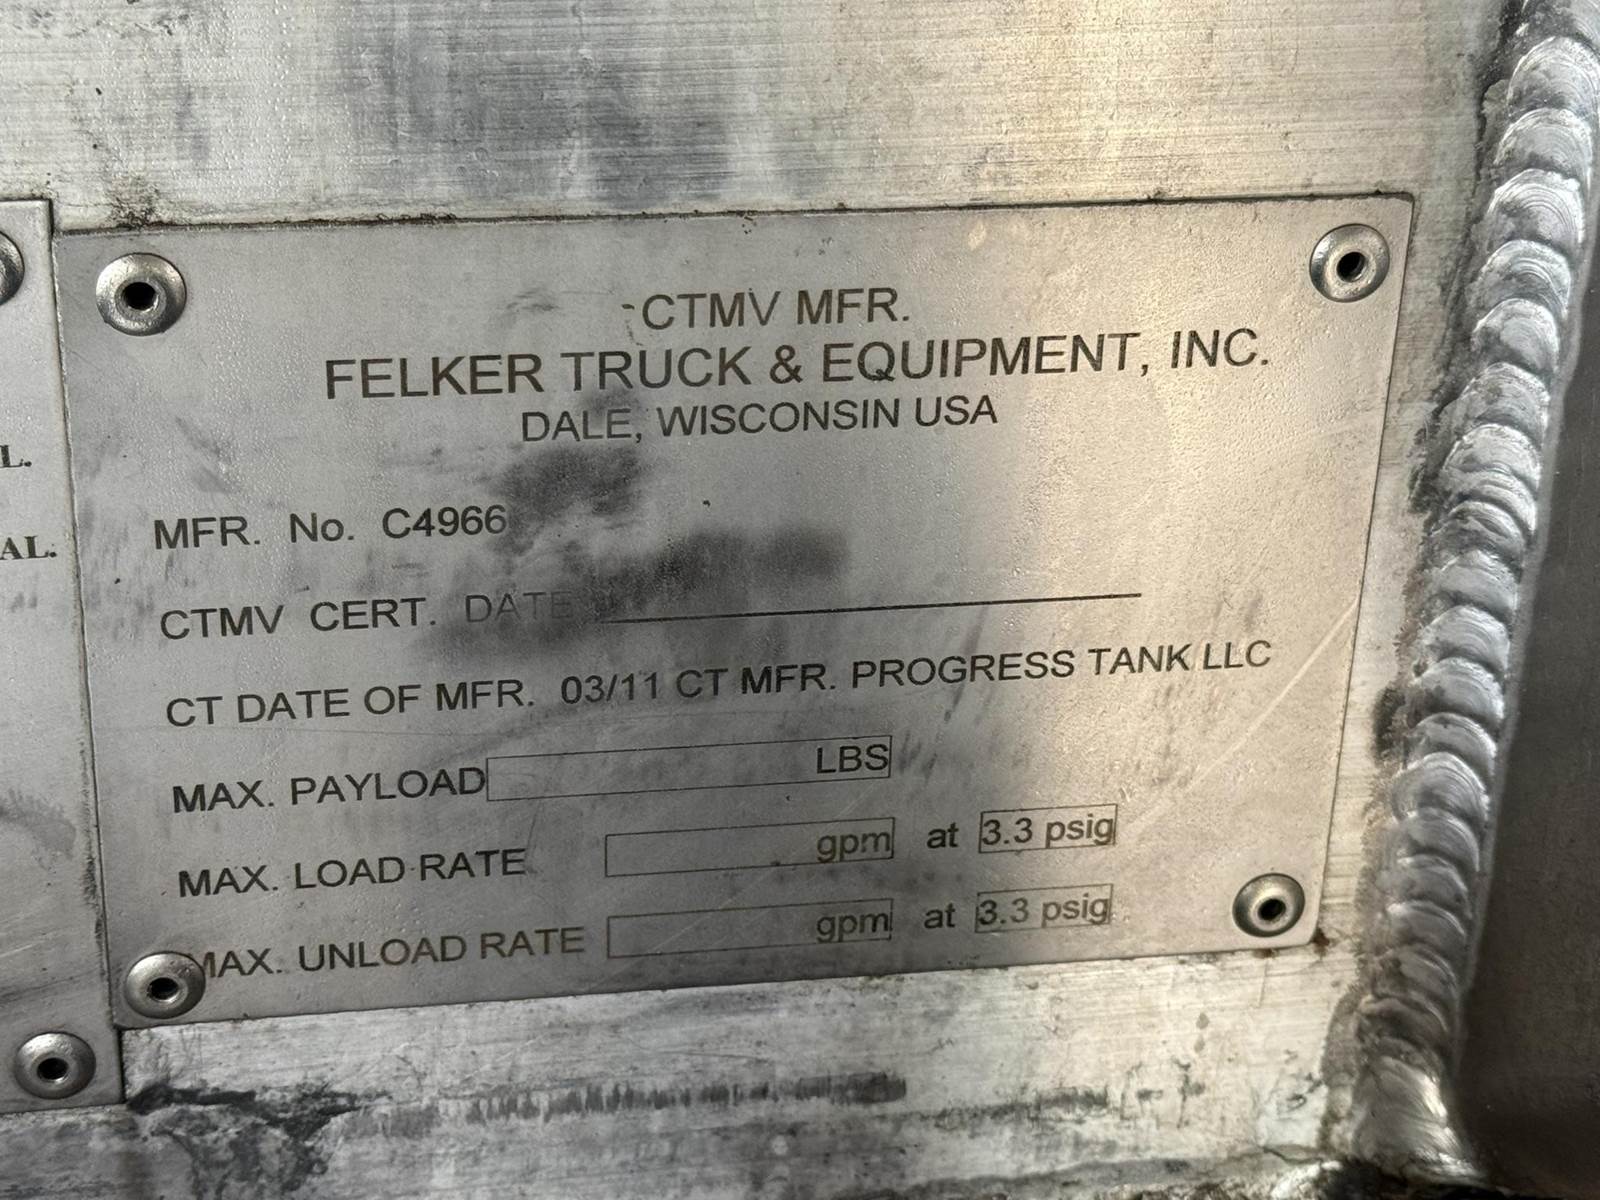 CTMV MFR.
FELKER TRUCK & EQUIPMENT, INC.
DALE, WISCONSIN USA
L.
AL.
MFR. No. C4966
CTMV CERT. DATE
CT DATE OF MFR. 03/11 CT MFR. PROGRESS TANK LLC
MAX. PAYLOAD LBS
MAX. LOAD RATE gpm at 3.3 psig
MAX. UNLOAD RATE gpm at 3.3 psig